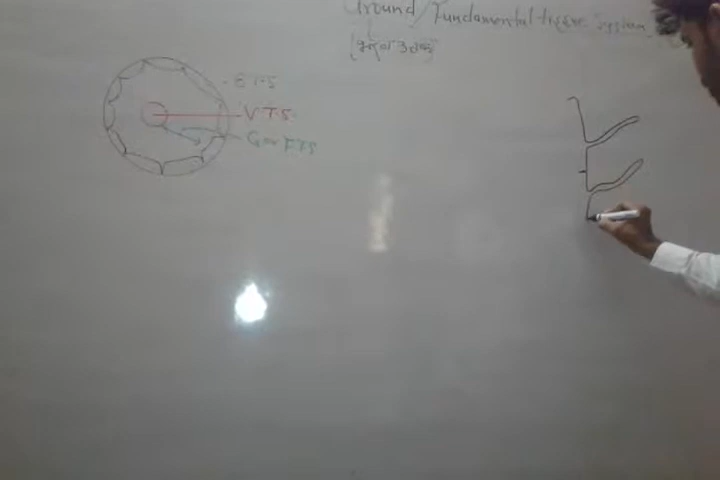 Ground / Fundamental tissue system
(भरण ऊतक)
E.T.S
V.T.S.
G or F.T.S